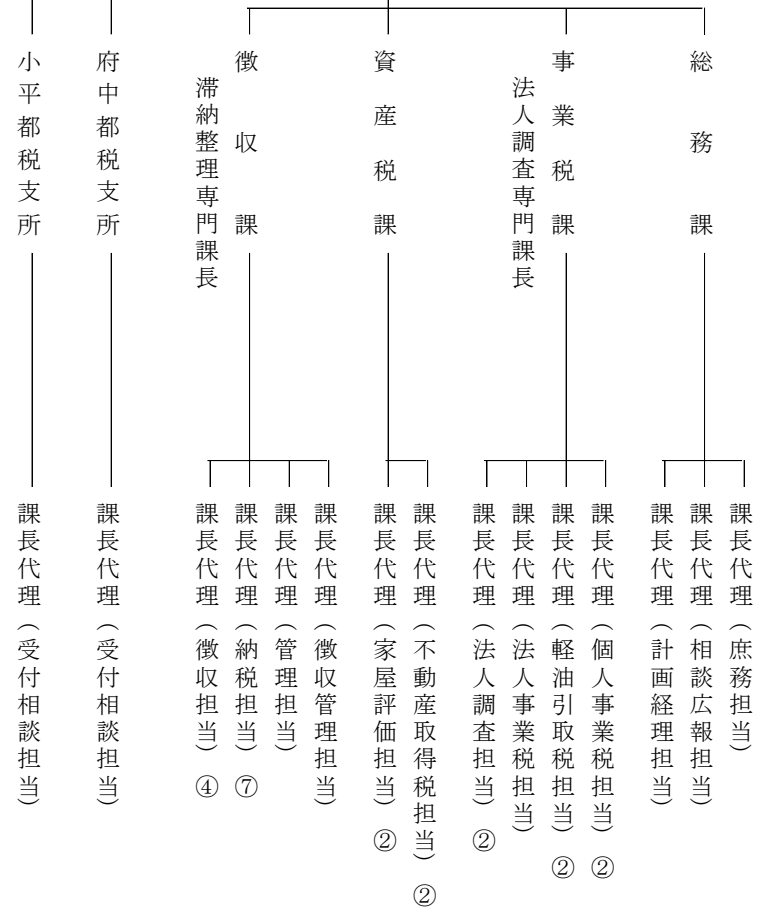 総務課
課長代理（庶務担当）
課長代理（相談広報担当）
課長代理（計画経理担当）
事業税課
法人調査専門課長
課長代理（個人事業税担当）②
課長代理（軽油引取税担当）②
課長代理（法人事業税担当）
課長代理（法人調査担当）②
資産税課
課長代理（不動産取得税担当）②
課長代理（家屋評価担当）②
徴収課
滞納整理専門課長
課長代理（徴収管理担当）
課長代理（管理担当）
課長代理（納税担当）⑦
課長代理（徴収担当）④
府中都税支所
課長代理（受付相談担当）
小平都税支所
課長代理（受付相談担当）